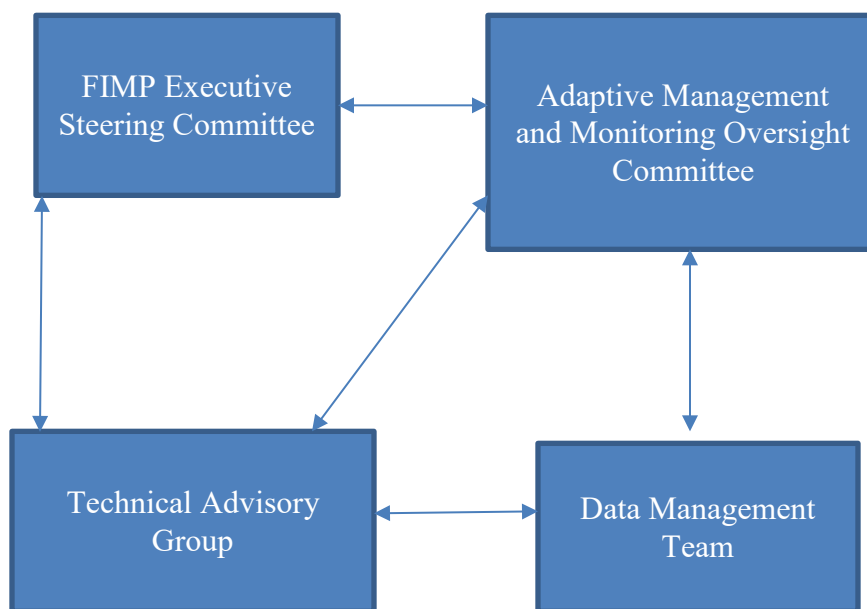 FIMP Executive
Steering Committee
Adaptive Management
and Monitoring Oversight
Committee
Technical Advisory
Group
Data Management
Team